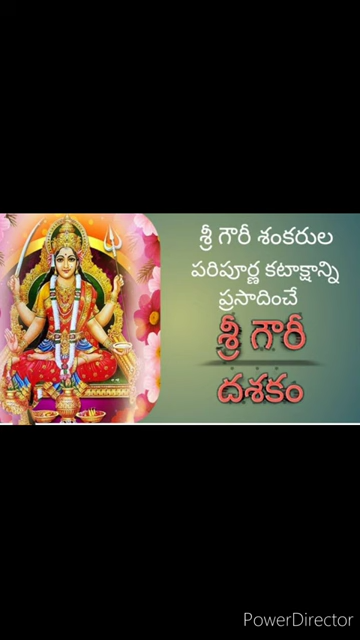 శ్రీ గౌరీ శంకరుల
పరిపూర్ణ కటాక్షాన్ని
ప్రసాదించే
శ్రీ గౌరీ
దశకం
PowerDirector